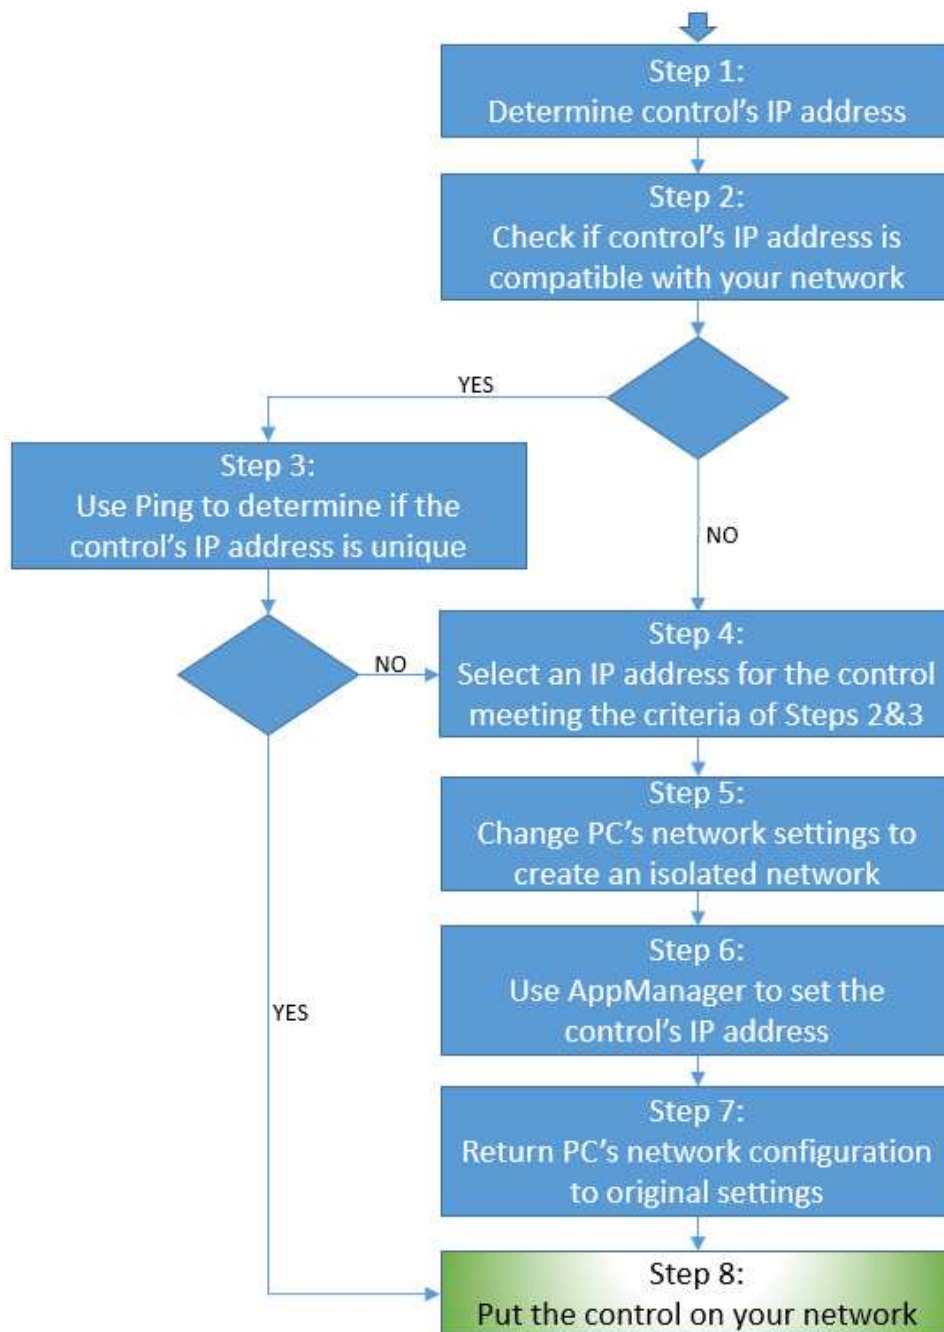 Step 1:
Determine control’s IP address
Step 2:
Check if control’s IP address is
compatible with your network
YES
Step 3:
Use Ping to determine if the
control’s IP address is unique
NO
NO
Step 4:
Select an IP address for the control
meeting the criteria of Steps 2&3
Step 5:
Change PC’s network settings to
create an isolated network
Step 6:
Use AppManager to set the
control’s IP address
YES
Step 7:
Return PC’s network configuration
to original settings
Step 8:
Put the control on your network